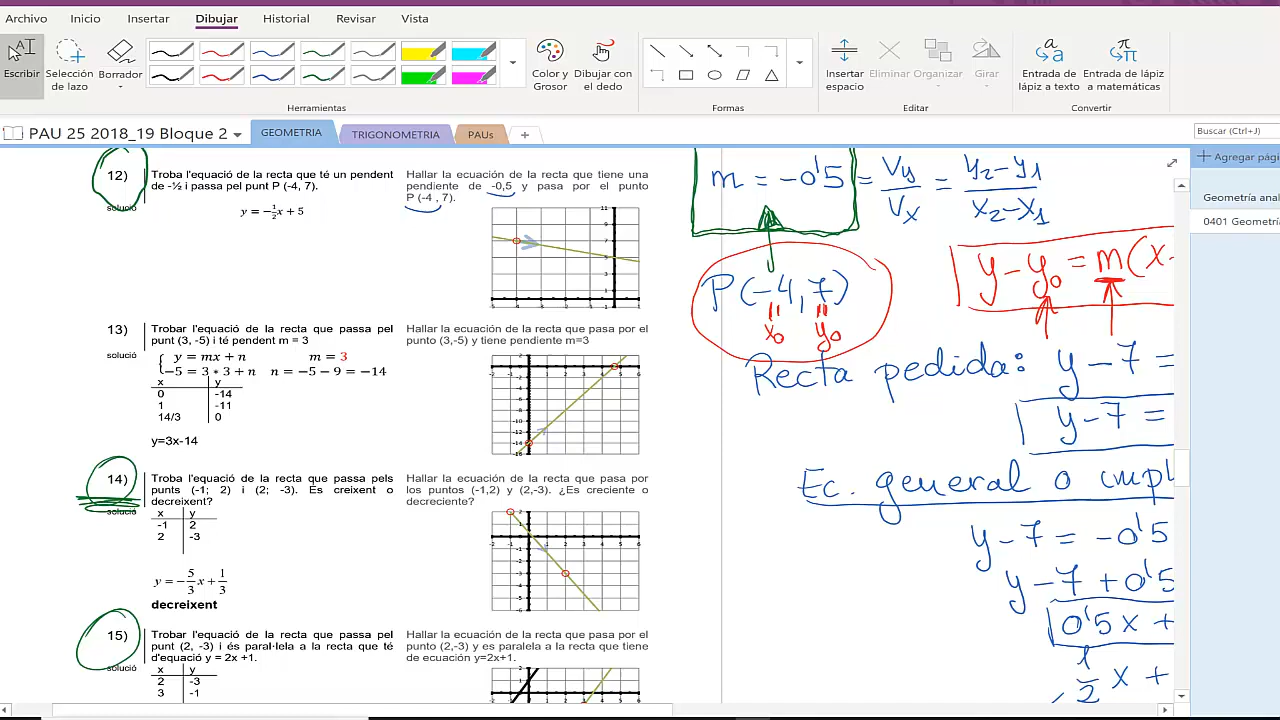 Archivo Inicio Insertar Dibujar Historial Revisar Vista
Escribir
Selección de lazo
Borrador
Color y Grosor
Dibujar con el dedo
Insertar espacio
Eliminar
Organizar
Girar
Entrada de lápiz a texto
Entrada de lápiz a matemáticas
Herramientas Formas Editar Convertir
PAU 25 2018_19 Bloque 2 GEOMETRIA TRIGONOMETRIA PAUs
Buscar (Ctrl+J)
Agregar pági
Geometría anal
0401 Geometrí
12)
solució
Troba l'equació de la recta que té un pendent
de -½ i passa pel punt P (-4, 7).
y = -1/2 x + 5
Hallar la ecuación de la recta que tiene una
pendiente de -0,5 y pasa por el punto
P (-4 , 7).
13)
solució
Trobar l'equació de la recta que passa pel
punt (3, -5) i té pendent m = 3
y = mx + n m = 3
-5 = 3 * 3 + n n = -5 - 9 = -14
x y
0 -14
1 -11
14/3 0
y=3x-14
Hallar la ecuación de la recta que pasa por el
punto (3,-5) y tiene pendiente m=3
14)
solució
Troba l'equació de la recta que passa pels
punts (-1; 2) i (2; -3). Es creixent o
decreixent?
x y
-1 2
2 -3
y = -5/3 x + 1/3
decreixent
Hallar la ecuación de la recta que pasa por
los puntos (-1,2) y (2,-3). ¿Es creciente o
decreciente?
15)
solució
Trobar l'equació de la recta que passa pel
punt (2, -3) i és paral·lela a la recta que té
d'equació y = 2x +1.
x y
2 -3
3 -1
Hallar la ecuación de la recta que pasa por el
punto (2,-3) y es paralela a la recta que tiene
de ecuación y=2x+1.
m = -0'5 = Vy/Vx = y2-y1/x2-x1
y-y0 = m(x-
P(-4,7)
x0 y0
Recta pedida: y-7 =
y-7 =
Ec. general o impl
y-7 = -0'5
y-7+0'5
0'5x +
1/2 x +